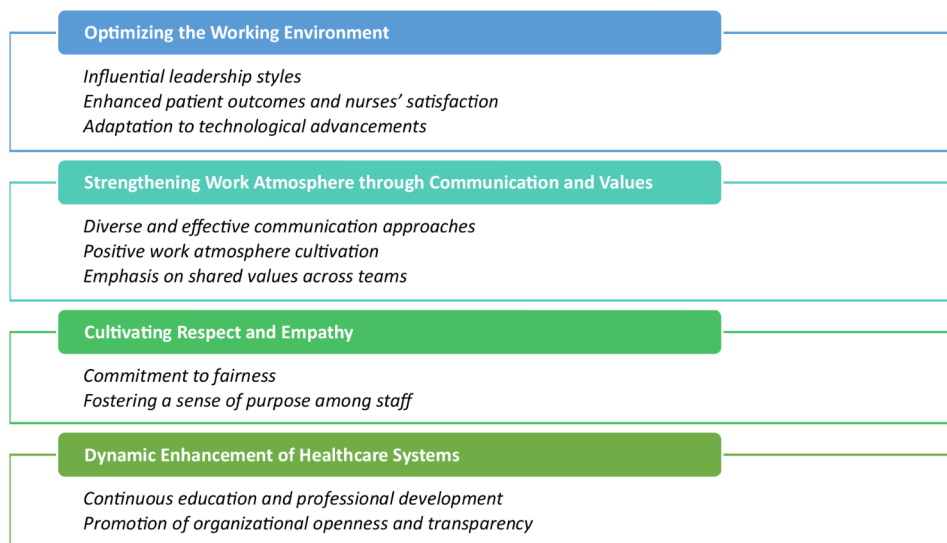 Optimizing the Working Environment
Influential leadership styles
Enhanced patient outcomes and nurses’ satisfaction
Adaptation to technological advancements
Strengthening Work Atmosphere through Communication and Values
Diverse and effective communication approaches
Positive work atmosphere cultivation
Emphasis on shared values across teams
Cultivating Respect and Empathy
Commitment to fairness
Fostering a sense of purpose among staff
Dynamic Enhancement of Healthcare Systems
Continuous education and professional development
Promotion of organizational openness and transparency